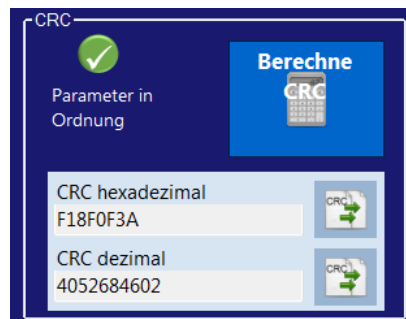 CRC
Parameter in
Ordnung
Berechne
CRC
CRC hexadezimal
F18F0F3A
CRC
CRC dezimal
4052684602
CRC